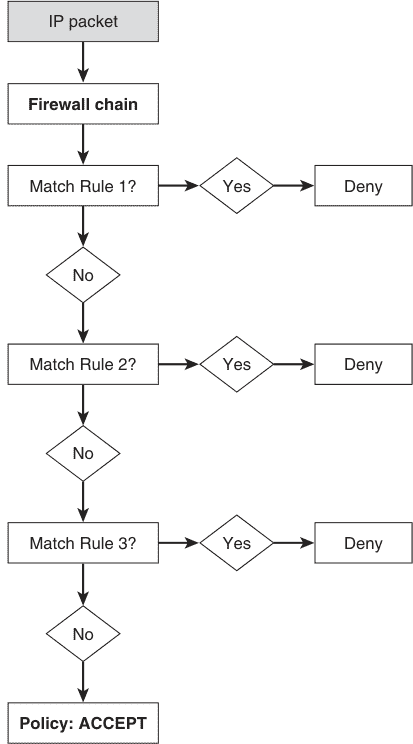 IP packet
Firewall chain
Match Rule 1?
Yes
Deny
No
Match Rule 2?
Yes
Deny
No
Match Rule 3?
Yes
Deny
No
Policy: ACCEPT